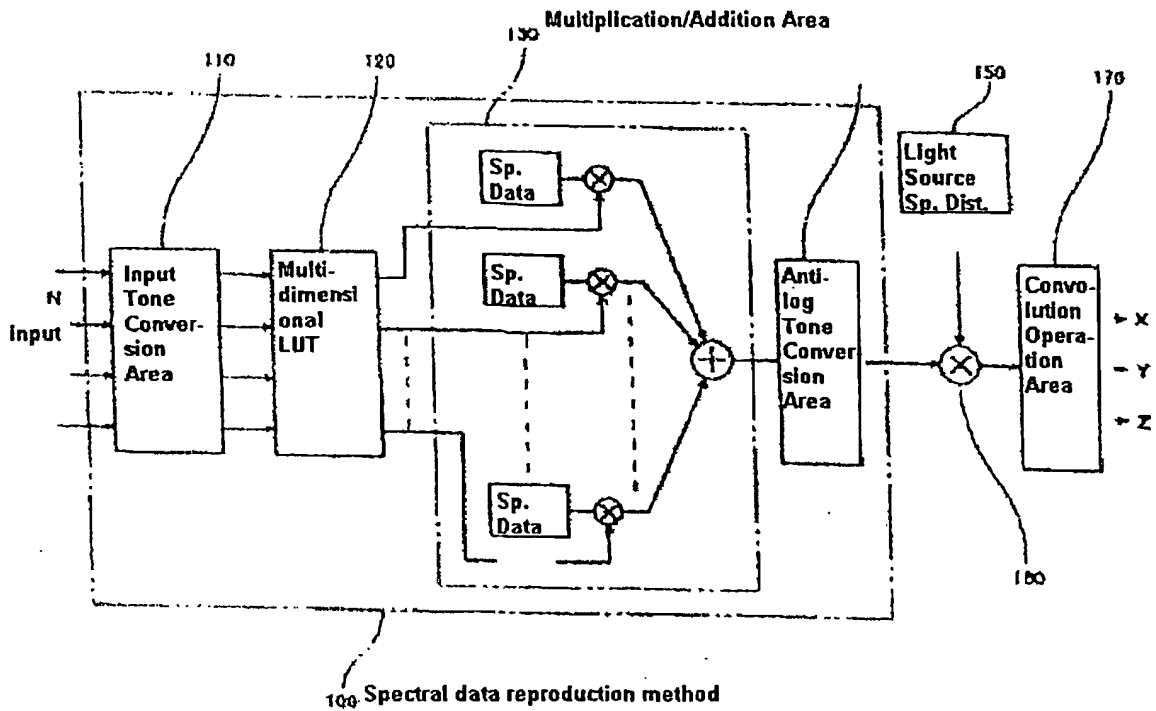 Multiplication/Addition Area
130
110
120
150
170
Sp.
Data
Light
Source
Sp. Dist.
Sp.
Data
Input
Tone
Conver-
sion
Area
Multi-
dimensi
onal
LUT
Anti-
log
Tone
Conver
sion
Area
Convo-
lution
Opera-
tion
Area
N
input
X
Y
Z
Sp.
Data
100 Spectral data reproduction method